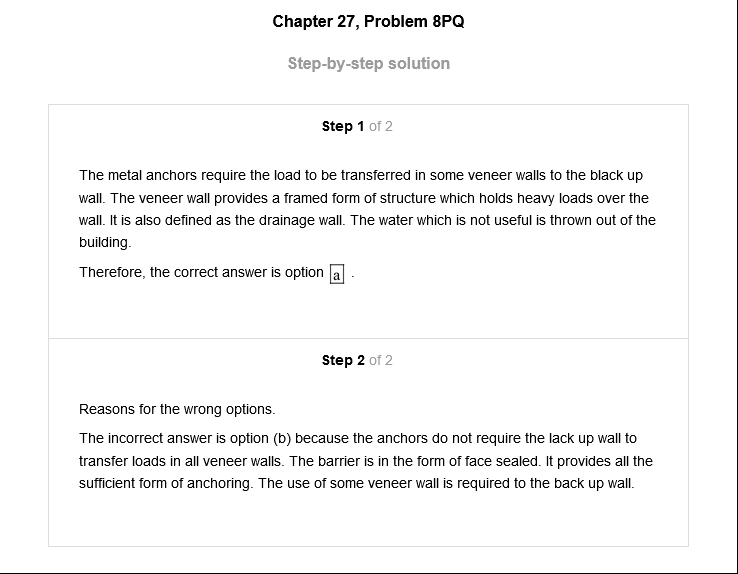 Chapter 27, Problem 8PQ
Step-by-step solution
Step 1 of 2
The metal anchors require the load to be transferred in some veneer walls to the black up
wall. The veneer wall provides a framed form of structure which holds heavy loads over the
wall. It is also defined as the drainage wall. The water which is not useful is thrown out of the
building.
Therefore, the correct answer is option a .
Step 2 of 2
Reasons for the wrong options.
The incorrect answer is option (b) because the anchors do not require the lack up wall to
transfer loads in all veneer walls. The barrier is in the form of face sealed. It provides all the
sufficient form of anchoring. The use of some veneer wall is required to the back up wall.